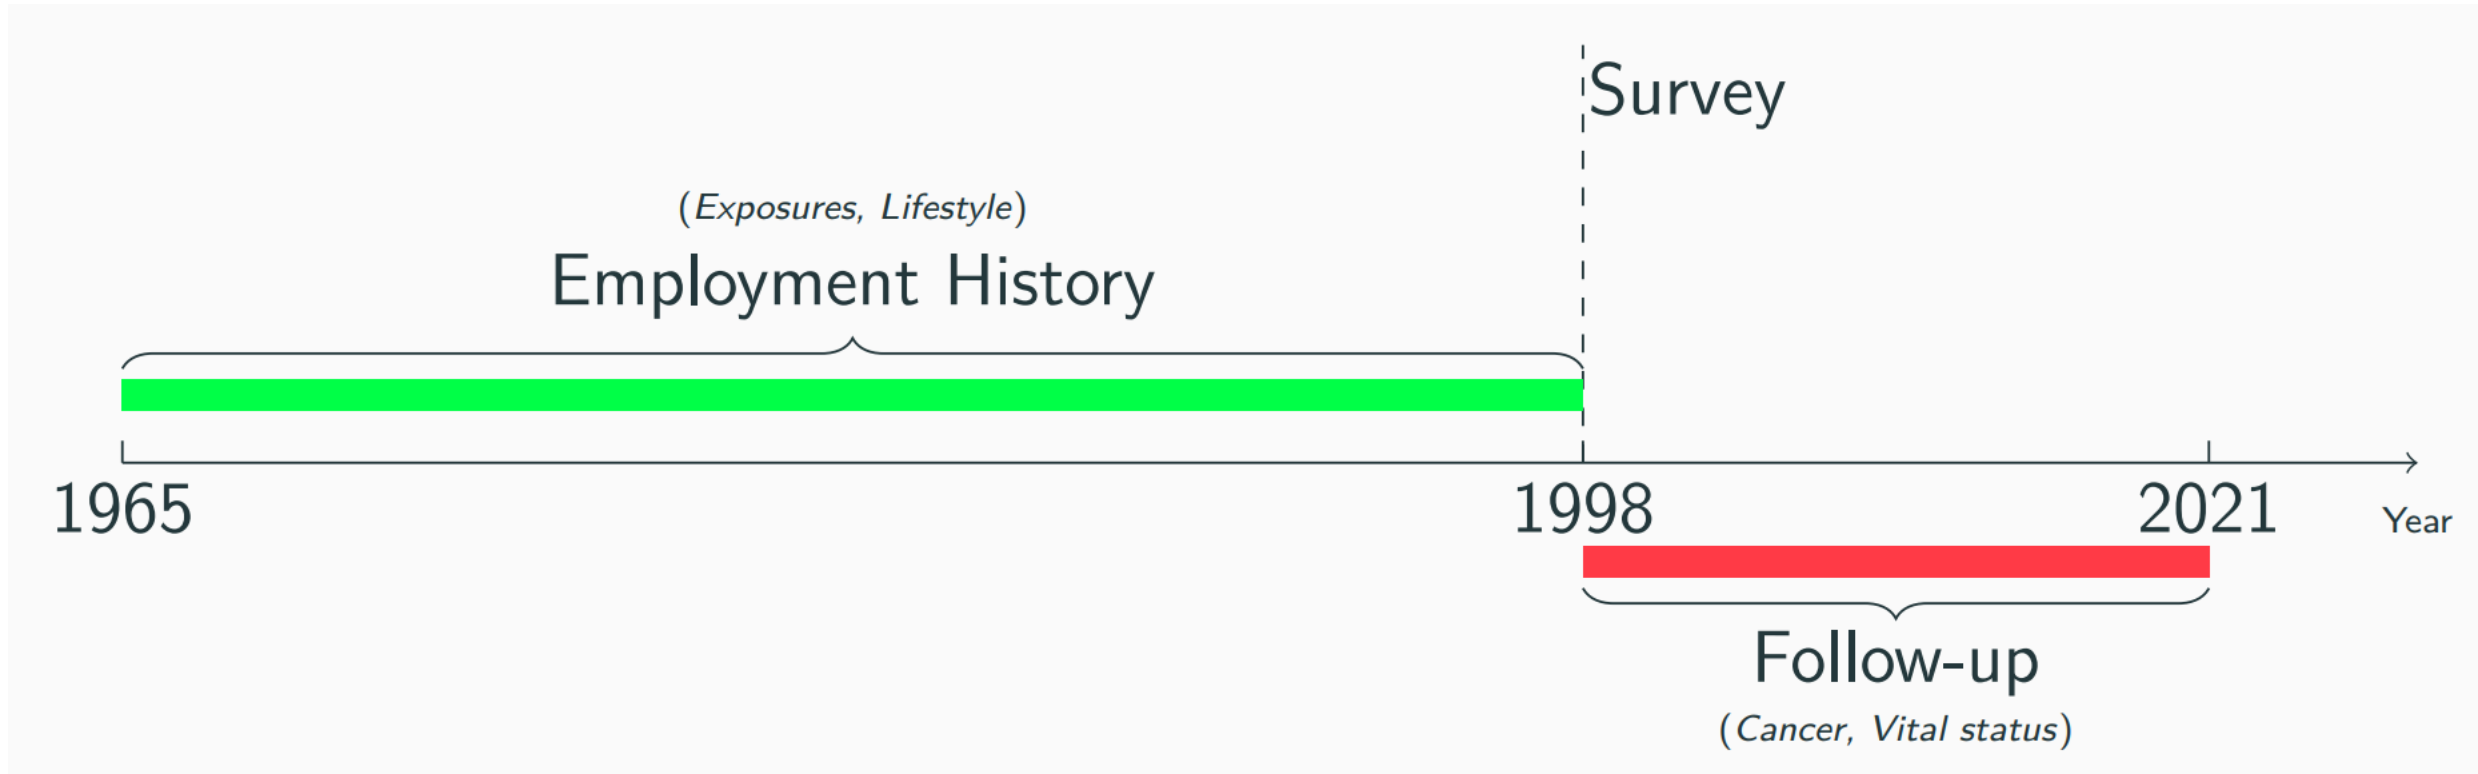 Survey
(Exposures, Lifestyle)
Employment History
1965
1998
2021
Year
Follow-up
(Cancer, Vital status)